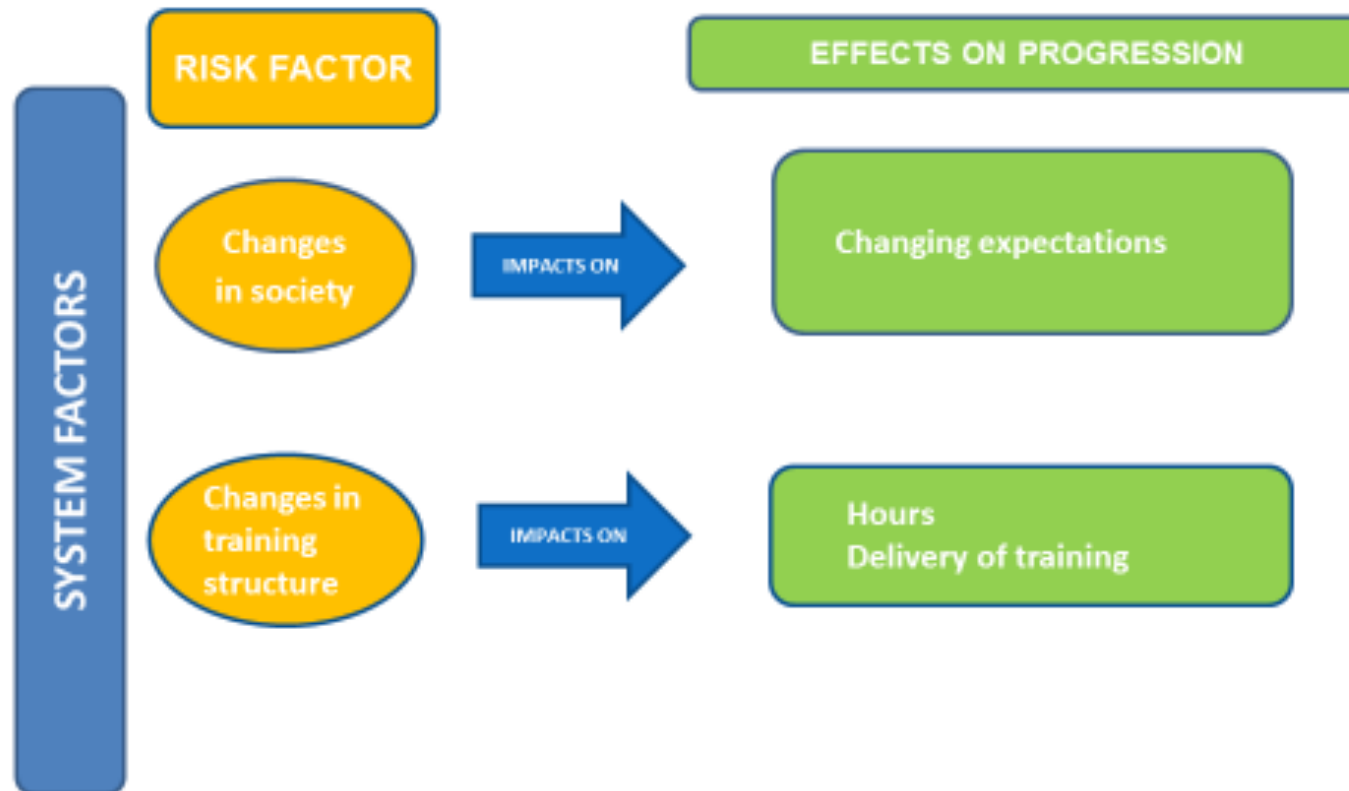 RISK FACTOR
EFFECTS ON PROGRESSION
SYSTEM FACTORS
Changes
in society
IMPACTS ON
Changing expectations
Changes in
training
structure
IMPACTS ON
Hours
Delivery of training